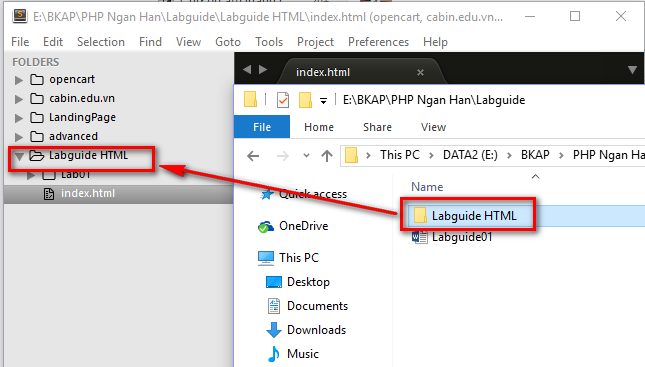 E:\BKAP\PHP Ngan Han\Labguide\Labguide HTML\index.html (opencart, cabin.edu.vn...
File Edit Selection Find View Goto Tools Project Preferences Help
FOLDERS
opencart
cabin.edu.vn
LandingPage
advanced
Labguide HTML
Lab01
index.html
index.html
E:\BKAP\PHP Ngan Han\Labguide
File Home Share View
This PC > DATA2 (E:) > BKAP > PHP Ngan Ha
Quick access
OneDrive
This PC
Desktop
Documents
Downloads
Music
Name
Labguide HTML
Labguide01